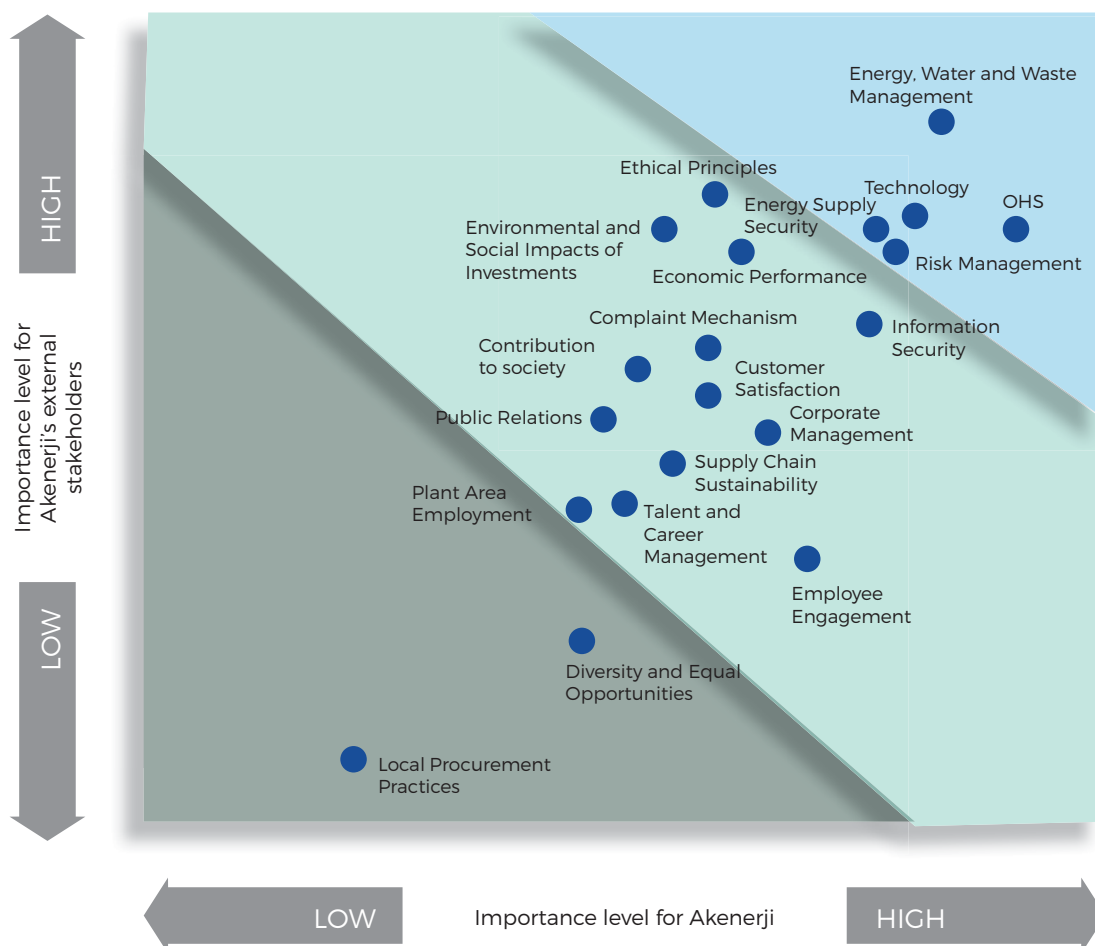 Energy, Water and Waste
Management
Ethical Principles
Technology
OHS
Energy Supply
Security
Environmental and
Social Impacts of
Investments
Economic Performance
Risk Management
Complaint Mechanism
Information
Security
Contribution
to society
Customer
Satisfaction
Public Relations
Corporate
Management
Supply Chain
Sustainability
Plant Area
Employment
Talent and
Career
Management
Employee
Engagement
Diversity and Equal
Opportunities
Local Procurement
Practices
HIGH
Importance level for
Akenerji's external
stakeholders
LOW
LOW
Importance level for Akenerji
HIGH